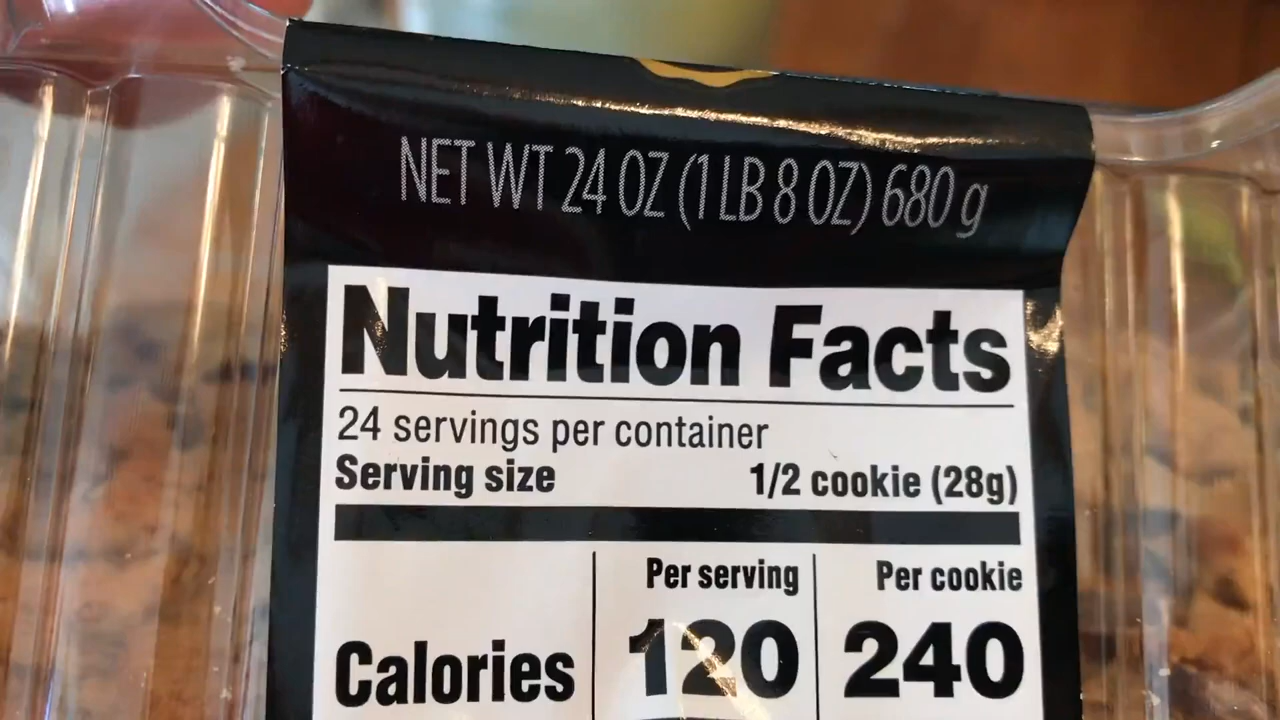 NET WT 24 OZ (1 LB 8 OZ) 680 g
Nutrition Facts
24 servings per container
Serving size 1/2 cookie (28g)
Per serving Per cookie
Calories 120 240